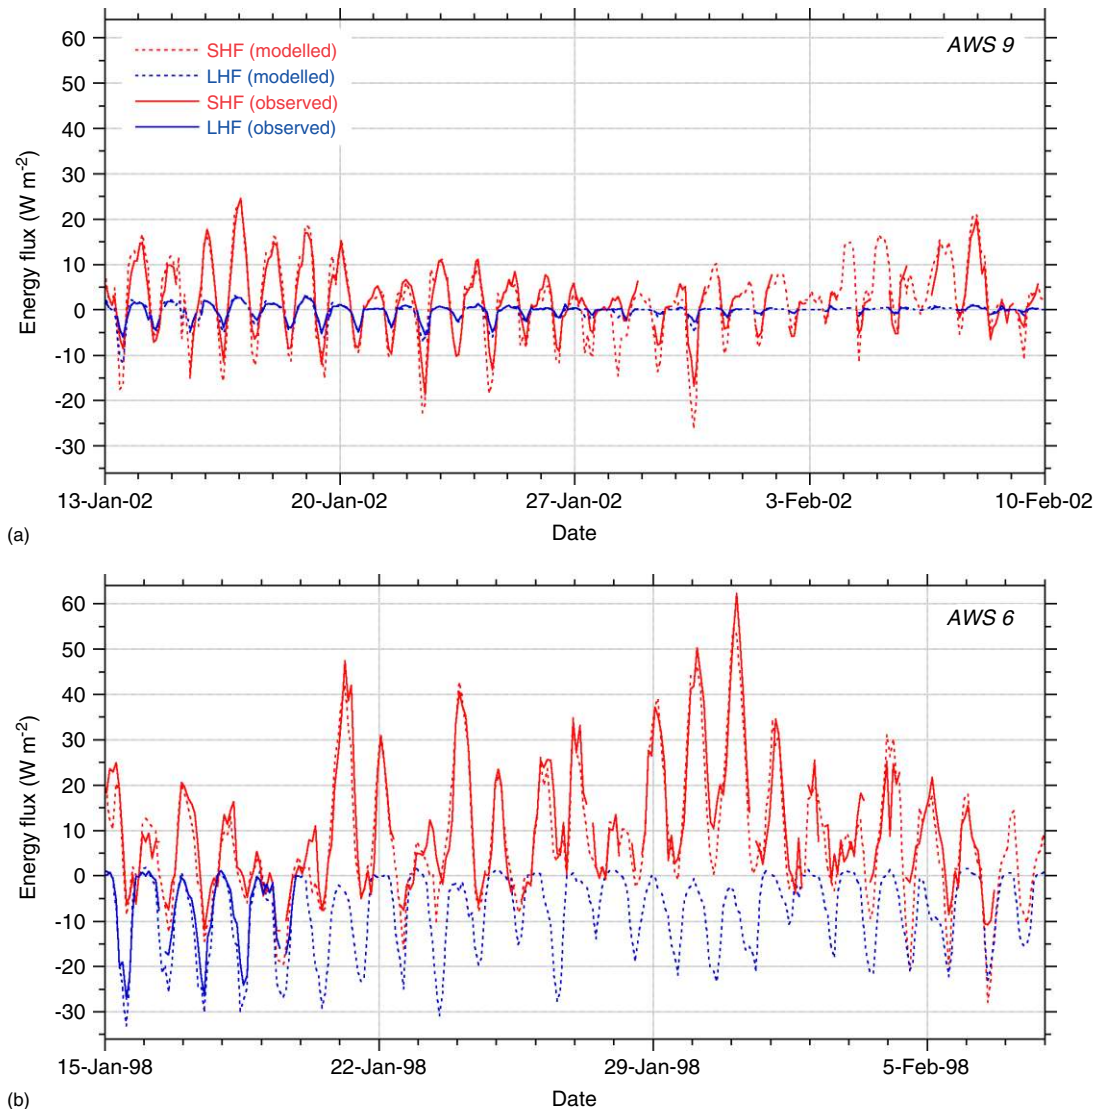 AWS 9
SHF (modelled)
LHF (modelled)
SHF (observed)
LHF (observed)
Energy flux (W m-2)
60
50
40
30
20
10
0
-10
-20
-30
13-Jan-02 20-Jan-02 27-Jan-02 3-Feb-02 10-Feb-02
Date
(a)
AWS 6
Energy flux (W m-2)
60
50
40
30
20
10
0
-10
-20
-30
15-Jan-98 22-Jan-98 29-Jan-98 5-Feb-98
Date
(b)